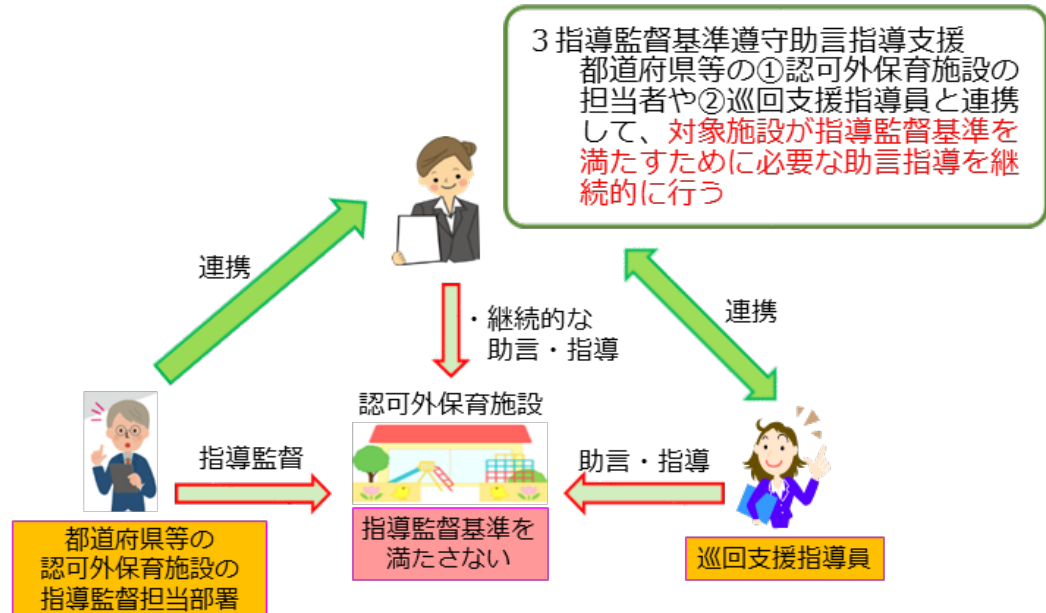 ３指導監督基準遵守助言指導支援
都道府県等の①認可外保育施設の
担当者や②巡回支援指導員と連携
して、対象施設が指導監督基準を
満たすために必要な助言指導を継
続的に行う
連携
・継続的な
助言・指導
連携
認可外保育施設
指導監督
助言・指導
都道府県等の
認可外保育施設の
指導監督担当部署
指導監督基準を
満たさない
巡回支援指導員